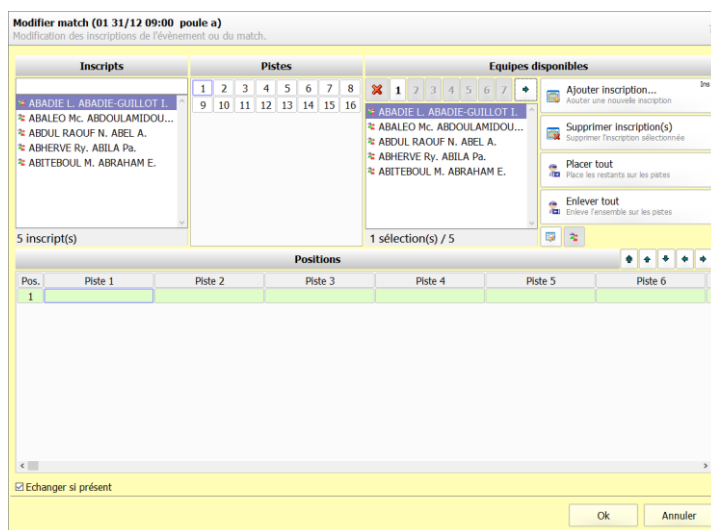 Modifier match (01 31/12 09:00 poule a)
Modification des inscriptions de l'évènement ou du match.
Inscripts
Pistes
Equipes disponibles
ABADIE L. ABADIE-GUILLOT I.
ABALEO Mc. ABDOULAMIDOU...
ABDUL RAOUF N. ABEL A.
ABHERVE Ry. ABILA Pa.
ABITEBOUL M. ABRAHAM E.
5 inscript(s)
1 2 3 4 5 6 7 8
9 10 11 12 13 14 15 16
1 2 3 4 5 6 7
ABADIE L. ABADIE-GUILLOT I.
ABALEO Mc. ABDOULAMIDOU...
ABDUL RAOUF N. ABEL A.
ABHERVE Ry. ABILA Pa.
ABITEBOUL M. ABRAHAM E.
1 sélection(s) / 5
Ajouter inscription...
Ins
Aouter une nouvelle inscription
Supprimer inscription(s)
Supprimer l'inscription sélectionnée
Placer tout
Place les restants sur les pistes
Enlever tout
Enleve l'ensemble sur les pistes
Positions
Pos. Piste 1 Piste 2 Piste 3 Piste 4 Piste 5 Piste 6
1
Echanger si présent
Ok Annuler